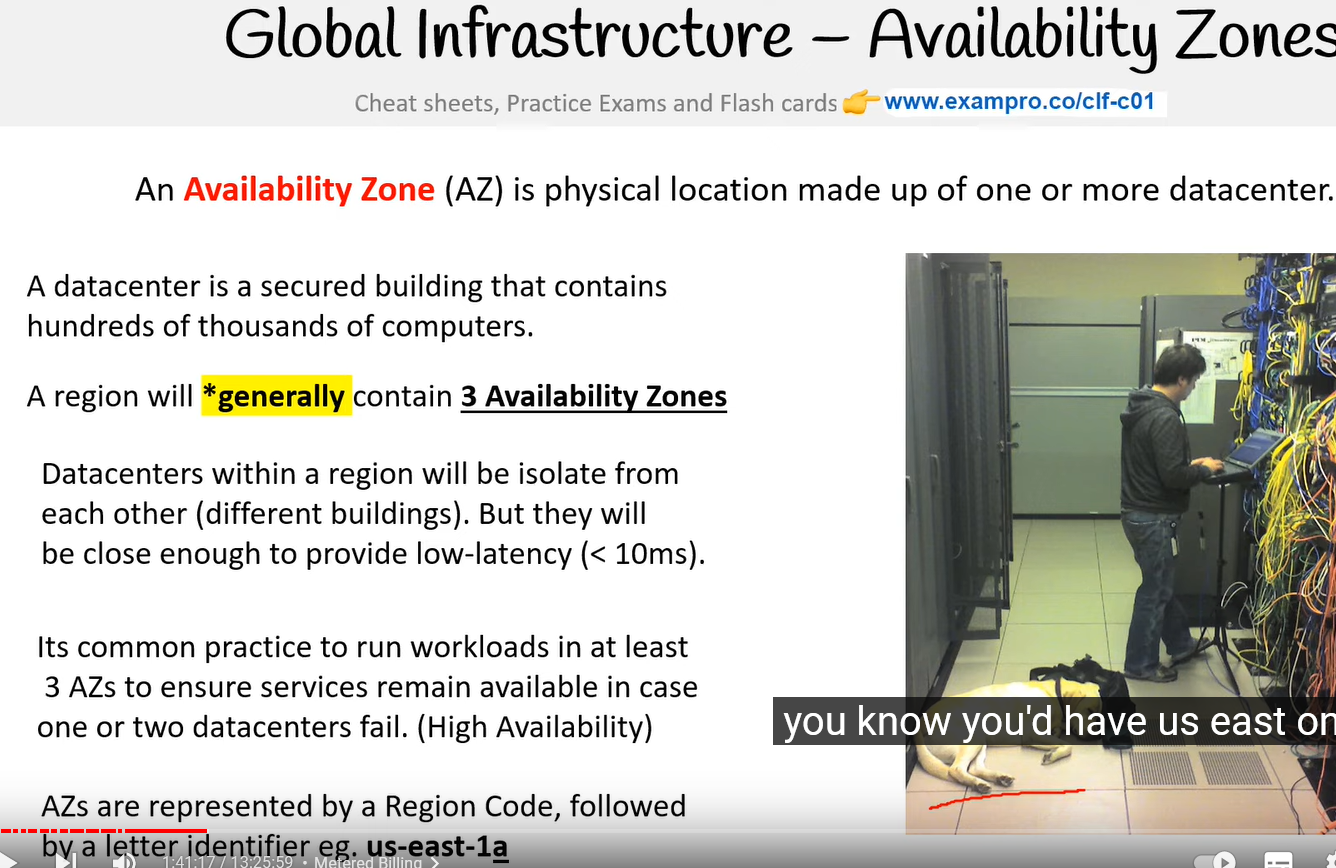 Global Infrastructure – Availability Zones
Cheat sheets, Practice Exams and Flash cards 👉 www.exampro.co/clf-c01
An Availability Zone (AZ) is physical location made up of one or more datacenter.
A datacenter is a secured building that contains
hundreds of thousands of computers.
A region will *generally contain 3 Availability Zones
Datacenters within a region will be isolate from
each other (different buildings). But they will
be close enough to provide low-latency (< 10ms).
Its common practice to run workloads in at least
3 AZs to ensure services remain available in case
one or two datacenters fail. (High Availability)
you know you'd have us east on
AZs are represented by a Region Code, followed
by a letter identifier eg. us-east-1a
1:41:17 / 13:25:59 • Metered Billing >